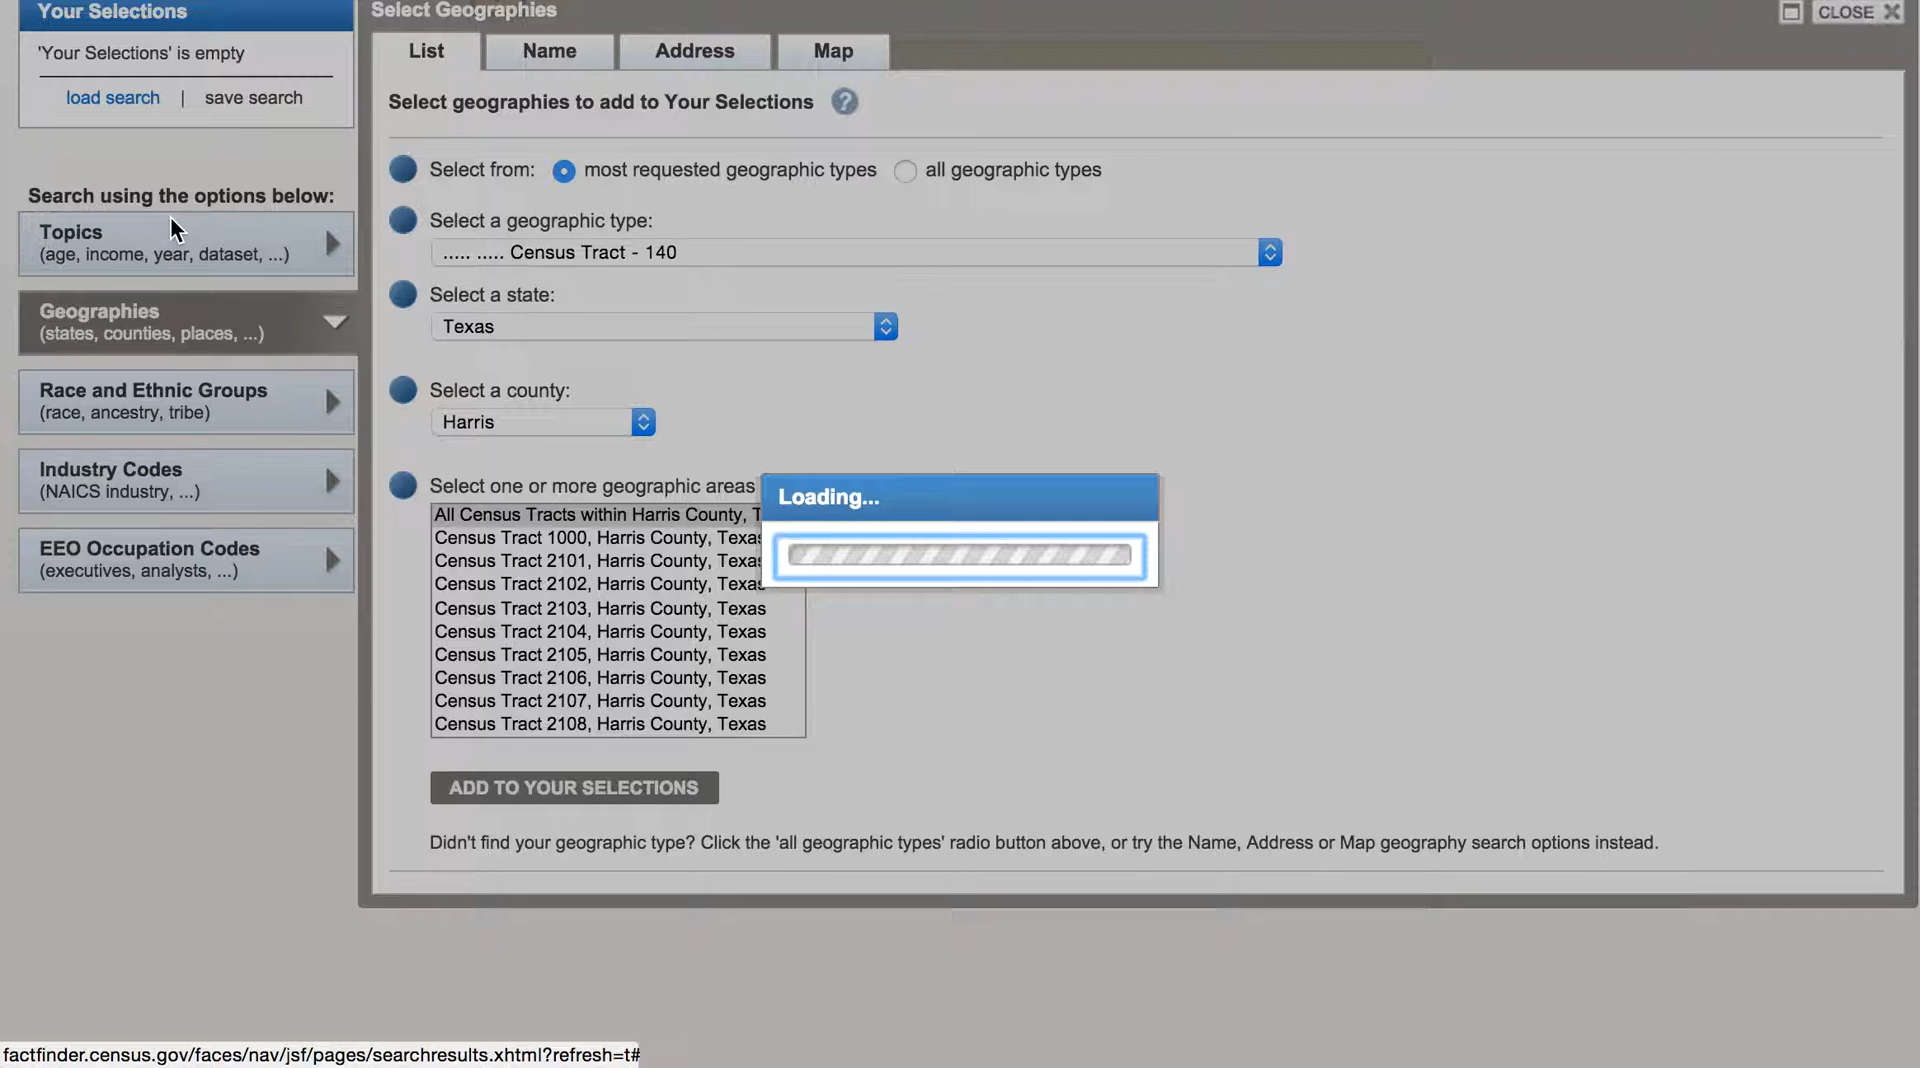 Your Selections
'Your Selections' is empty
load search | save search
Search using the options below:
Topics
(age, income, year, dataset, ...)
Geographies
(states, counties, places, ...)
Race and Ethnic Groups
(race, ancestry, tribe)
Industry Codes
(NAICS industry, ...)
EEO Occupation Codes
(executives, analysts, ...)
Select Geographies
CLOSE X
List
Name
Address
Map
Select geographies to add to Your Selections ?
Select from: most requested geographic types all geographic types
Select a geographic type:
..... ..... Census Tract - 140
Select a state:
Texas
Select a county:
Harris
Select one or more geographic areas
All Census Tracts within Harris County, T
Census Tract 1000, Harris County, Texas
Census Tract 2101, Harris County, Texas
Census Tract 2102, Harris County, Texas
Census Tract 2103, Harris County, Texas
Census Tract 2104, Harris County, Texas
Census Tract 2105, Harris County, Texas
Census Tract 2106, Harris County, Texas
Census Tract 2107, Harris County, Texas
Census Tract 2108, Harris County, Texas
Loading...
ADD TO YOUR SELECTIONS
Didn't find your geographic type? Click the 'all geographic types' radio button above, or try the Name, Address or Map geography search options instead.
factfinder.census.gov/faces/nav/jsf/pages/searchresults.xhtml?refresh=t#